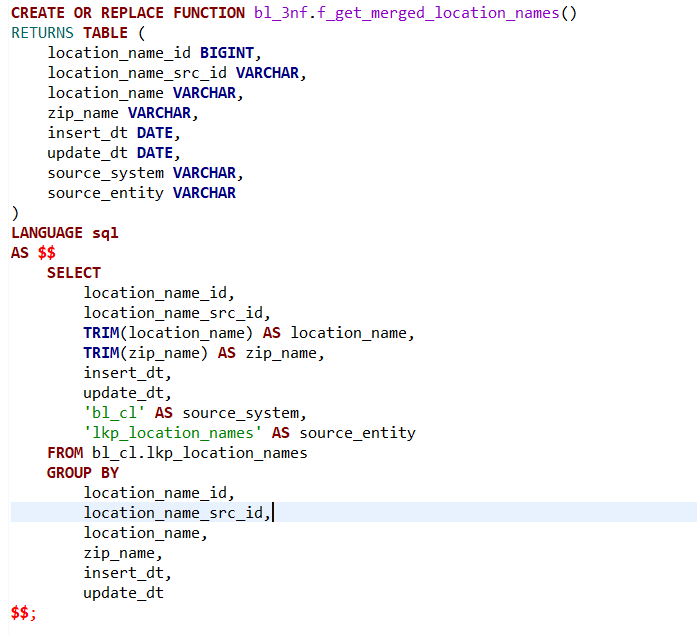 CREATE OR REPLACE FUNCTION bl_3nf.f_get_merged_location_names()
RETURNS TABLE (
    location_name_id BIGINT,
    location_name_src_id VARCHAR,
    location_name VARCHAR,
    zip_name VARCHAR,
    insert_dt DATE,
    update_dt DATE,
    source_system VARCHAR,
    source_entity VARCHAR
)
LANGUAGE sql
AS $$
    SELECT
        location_name_id,
        location_name_src_id,
        TRIM(location_name) AS location_name,
        TRIM(zip_name) AS zip_name,
        insert_dt,
        update_dt,
        'bl_cl' AS source_system,
        'lkp_location_names' AS source_entity
    FROM bl_cl.lkp_location_names
    GROUP BY
        location_name_id,
        location_name_src_id,
        location_name,
        zip_name,
        insert_dt,
        update_dt
$$;